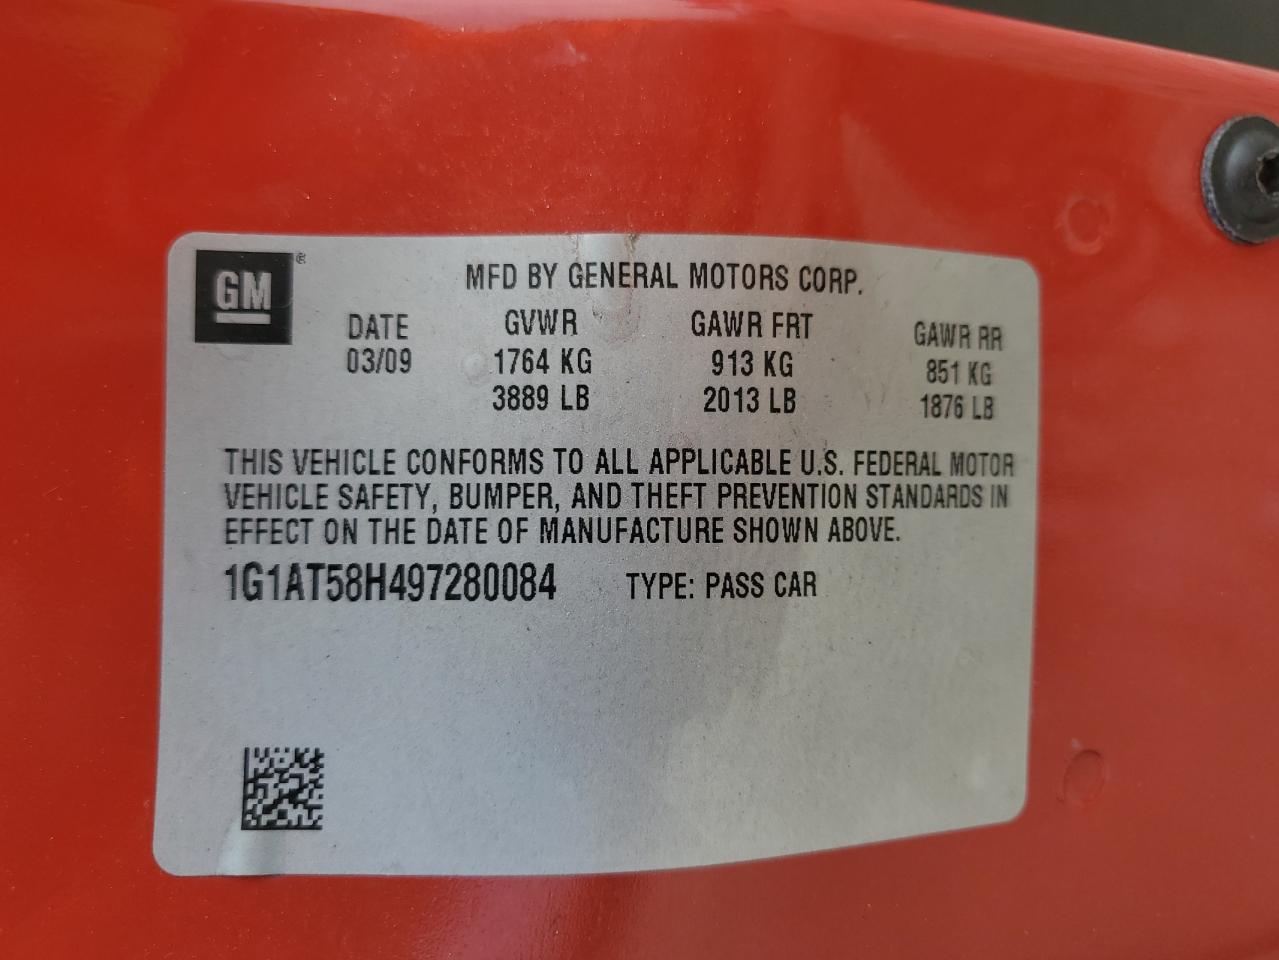 GM®
MFD BY GENERAL MOTORS CORP.
DATE GVWR GAWR FRT GAWR RR
03/09 1764 KG 913 KG 851 KG
3889 LB 2013 LB 1876 LB
THIS VEHICLE CONFORMS TO ALL APPLICABLE U.S. FEDERAL MOTOR
VEHICLE SAFETY, BUMPER, AND THEFT PREVENTION STANDARDS IN
EFFECT ON THE DATE OF MANUFACTURE SHOWN ABOVE.
1G1AT58H497280084 TYPE: PASS CAR